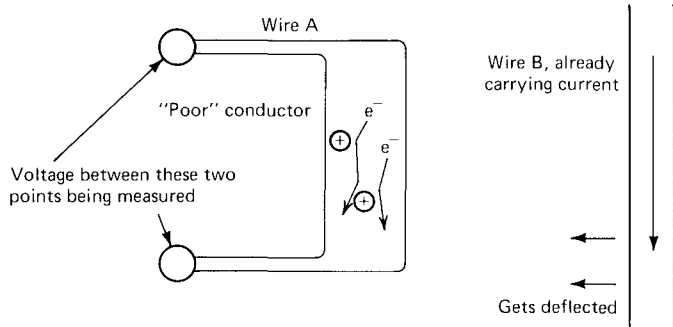 Wire A
Wire B, already
carrying current
"Poor" conductor
e⁻
e⁻
+
+
Voltage between these two
points being measured
Gets deflected